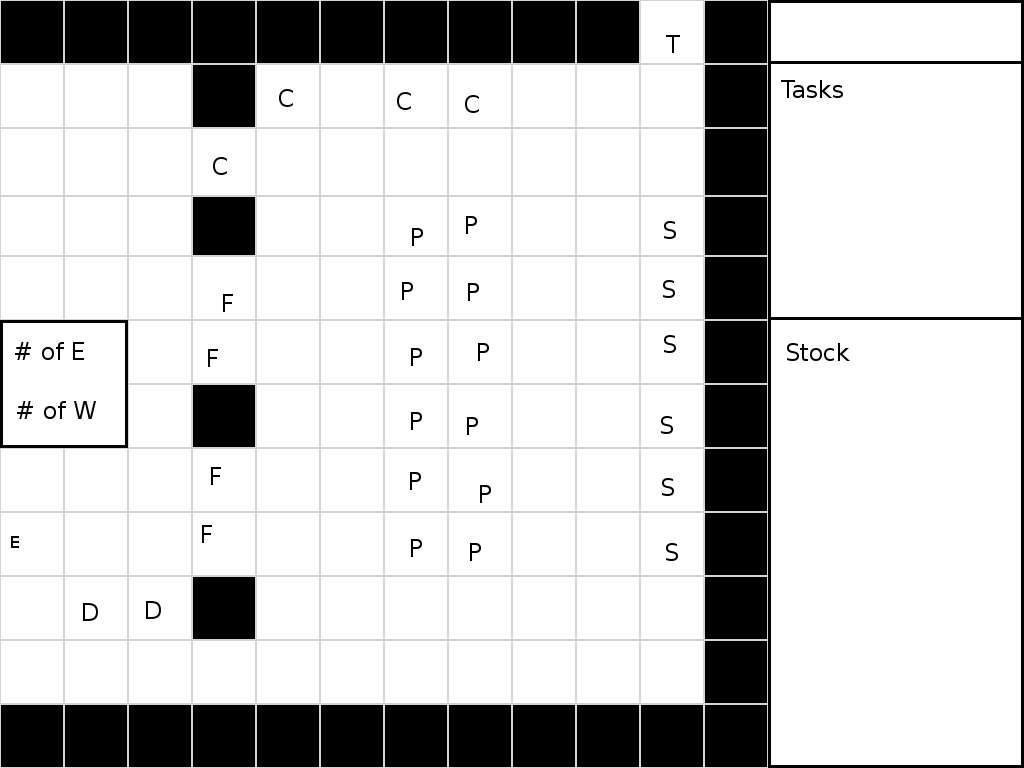 T
C C C Tasks
C
P P S
F P P S
# of E F P P S Stock
# of W P P S
F P P S
E F P P S
D D